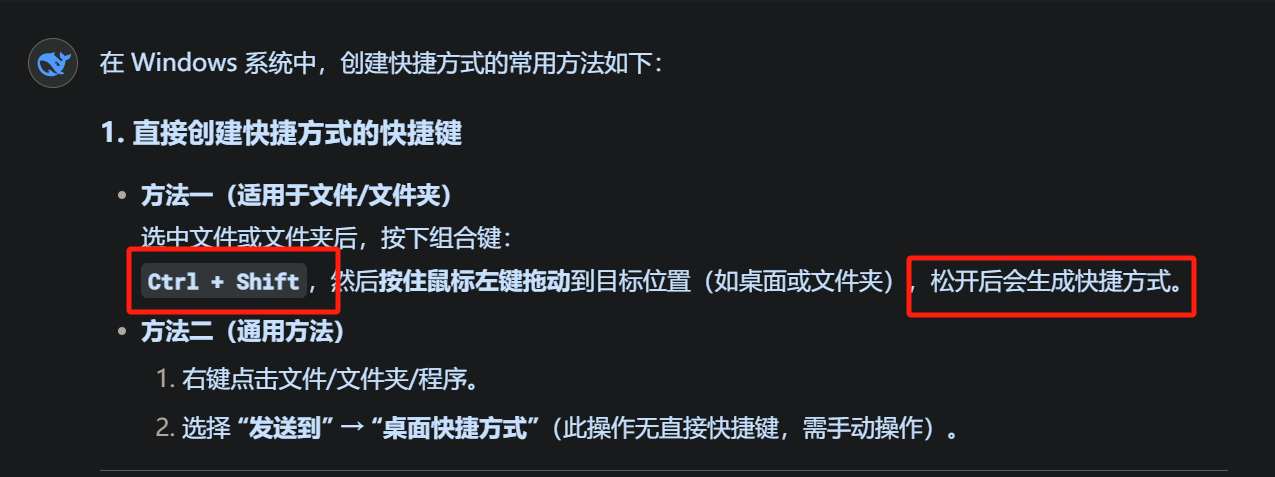 在 Windows 系统中，创建快捷方式的常用方法如下：
1. 直接创建快捷方式的快捷键
• 方法一（适用于文件/文件夹）
选中文件或文件夹后，按下组合键：
Ctrl + Shift，然后按住鼠标左键拖动到目标位置（如桌面或文件夹），松开后会生成快捷方式。
• 方法二（通用方法）
1. 右键点击文件/文件夹/程序。
2. 选择 “发送到” → “桌面快捷方式”（此操作无直接快捷键，需手动操作）。